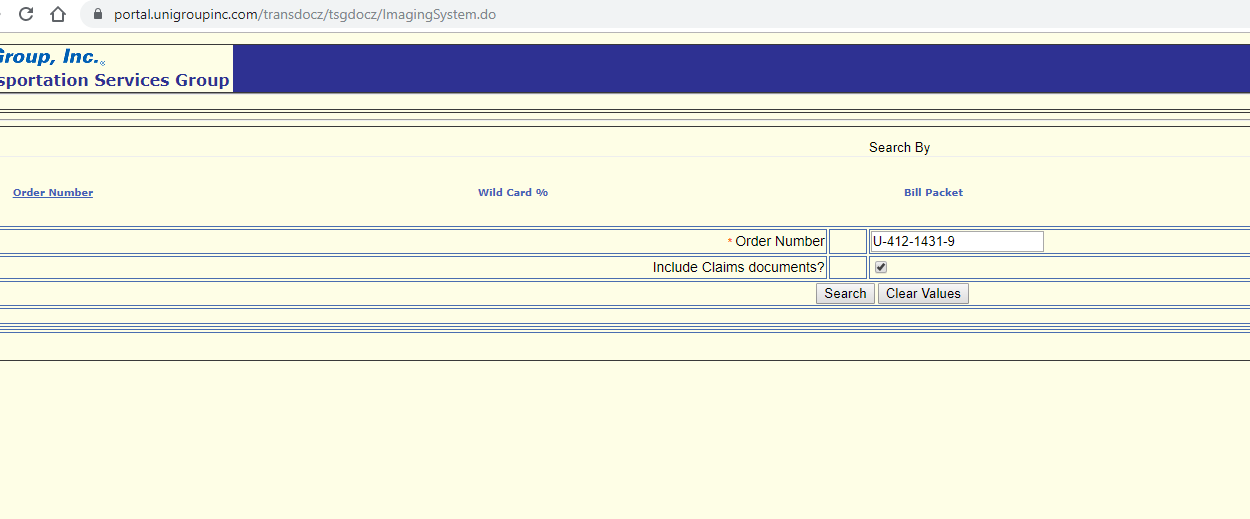 portal.unigroupinc.com/transdocz/tsgdocz/ImagingSystem.do
Group, Inc.®
sportation Services Group
Search By
Order Number Wild Card % Bill Packet
* Order Number U-412-1431-9
Include Claims documents?
Search Clear Values